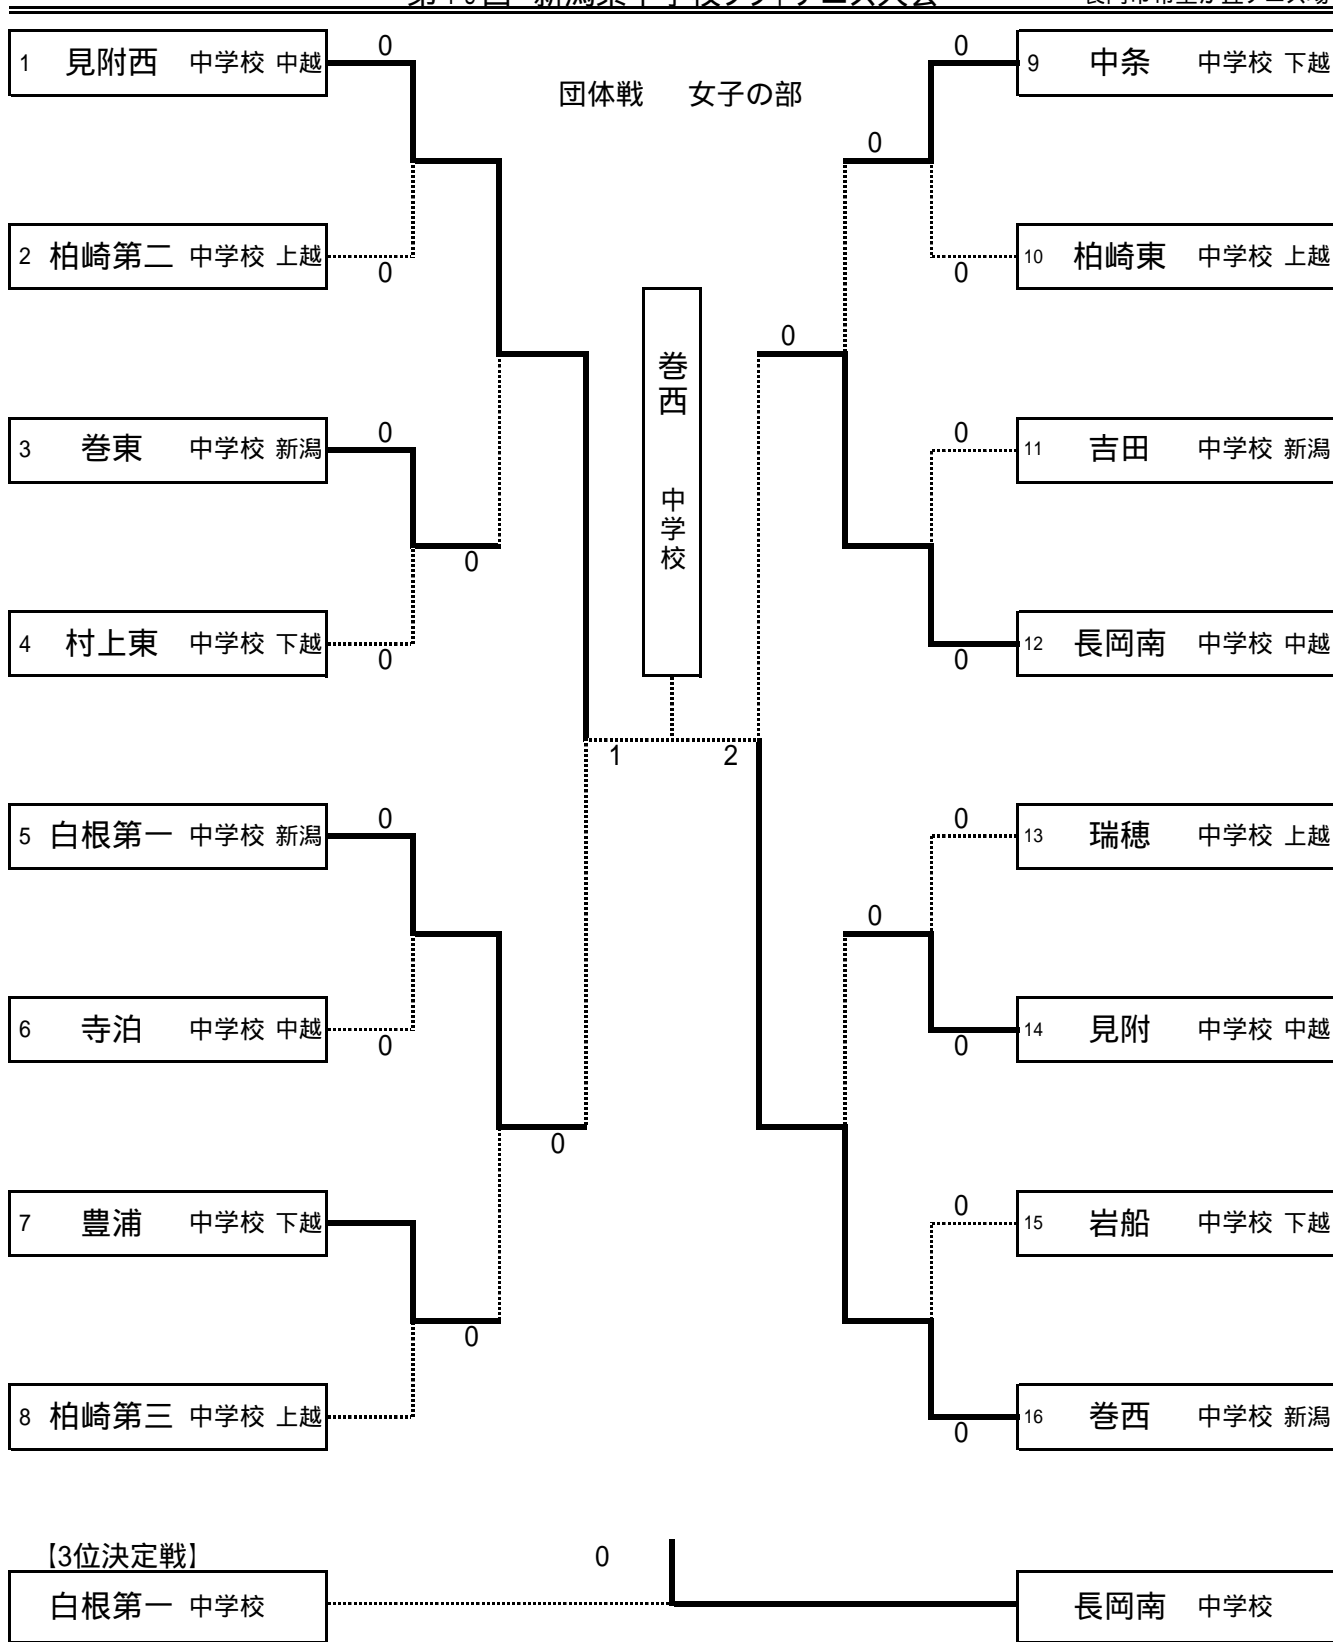 団体戦 女子の部
1 見附西 中学校 中越
0
2 柏崎第二 中学校 上越
0
3 巻東 中学校 新潟
0
0
4 村上東 中学校 下越
0
5 白根第一 中学校 新潟
0
6 寺泊 中学校 中越
0
0
7 豊浦 中学校 下越
0
8 柏崎第三 中学校 上越
巻西 中学校
1 2
0
9 中条 中学校 下越
0
0
10 柏崎東 中学校 上越
0
0
11 吉田 中学校 新潟
0
12 長岡南 中学校 中越
0
13 瑞穂 中学校 上越
0
0
14 見附 中学校 中越
0
15 岩船 中学校 下越
0
16 巻西 中学校 新潟
【3位決定戦】
0
白根第一 中学校
長岡南 中学校